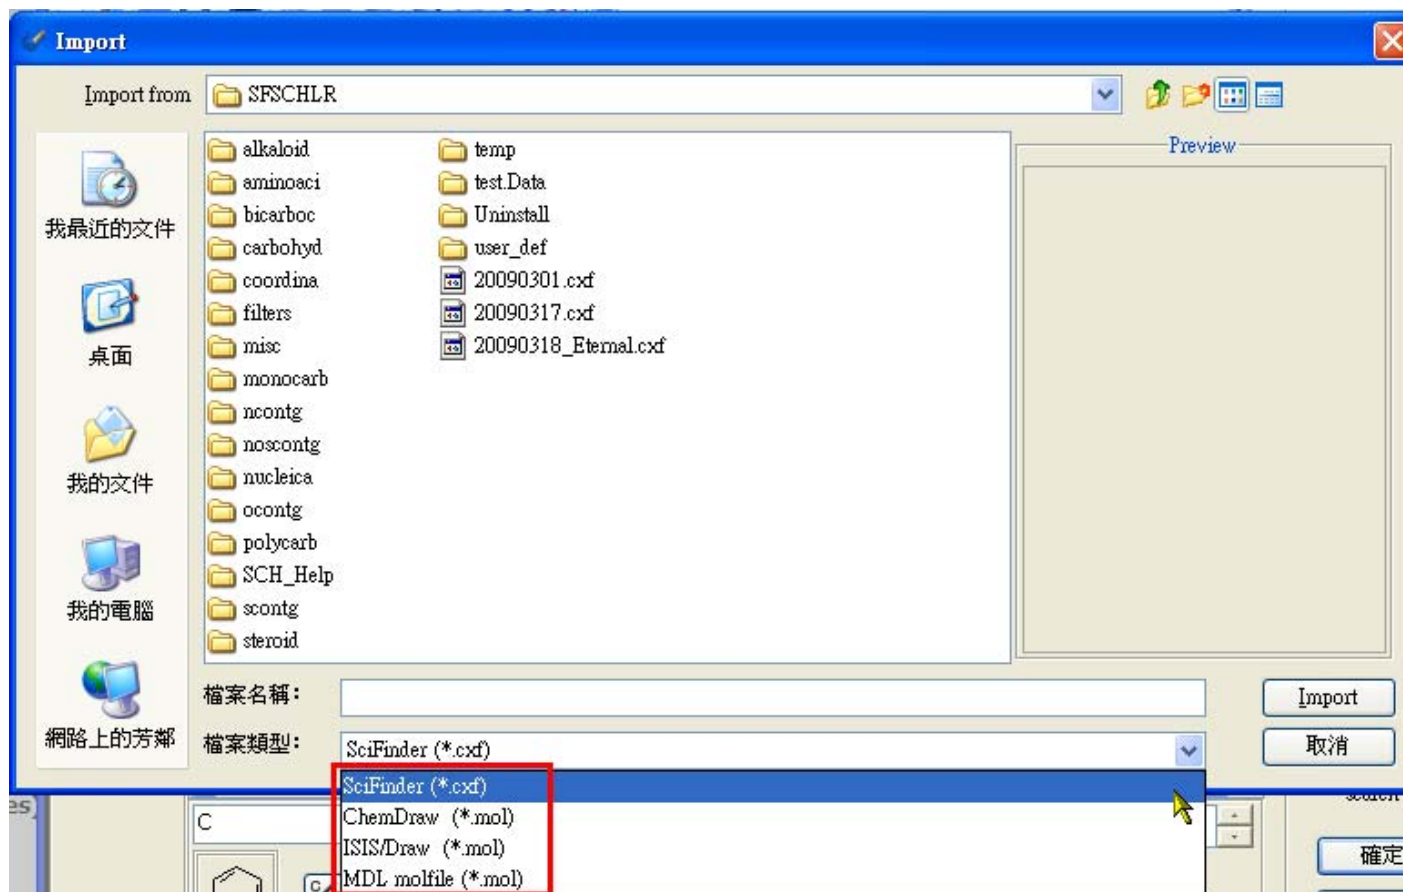 Import
Import from SFSCHLR
alkaloid
aminoaci
bicarboc
carbohyd
coordina
filters
misc
monocarb
ncontg
noscontg
nucleica
ocontg
polycarb
SCH_Help
scontg
steroid
temp
test.Data
Uninstall
user_def
20090301.cxf
20090317.cxf
20090318_Eternal.cxf
Preview
我最近的文件
桌面
我的文件
我的電腦
網路上的芳鄰
檔案名稱：
Import
檔案類型： SciFinder (*.cxf)
取消
SciFinder (*.cxf)
ChemDraw (*.mol)
ISIS/Draw (*.mol)
MDL molfile (*.mol)
es)
C
search
確定
C